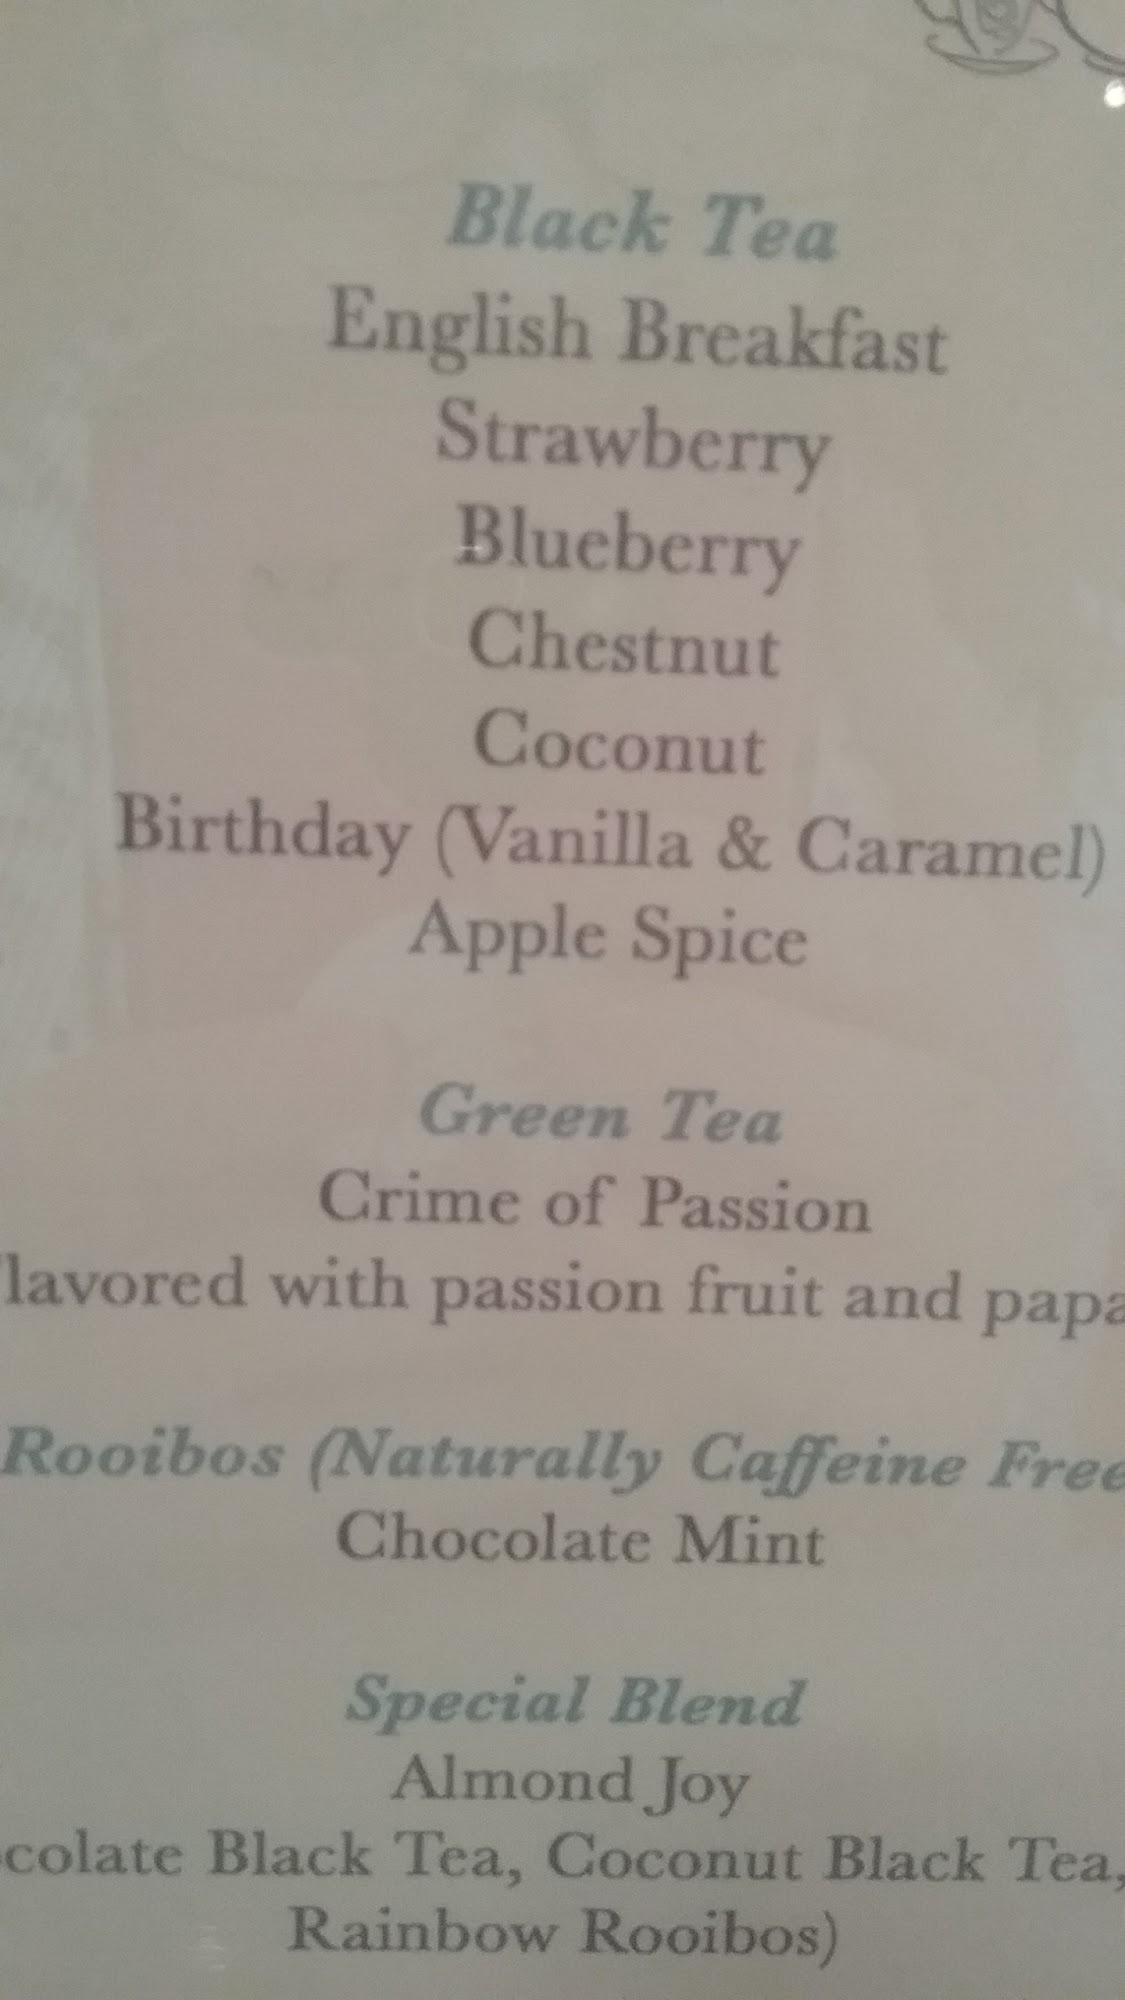 Black Tea
English Breakfast
Strawberry
Blueberry
Chestnut
Coconut
Birthday (Vanilla & Caramel)
Apple Spice
Green Tea
Crime of Passion
lavored with passion fruit and papa
Rooibos (Naturally Caffeine Free
Chocolate Mint
Special Blend
Almond Joy
colate Black Tea, Coconut Black Tea,
Rainbow Rooibos)